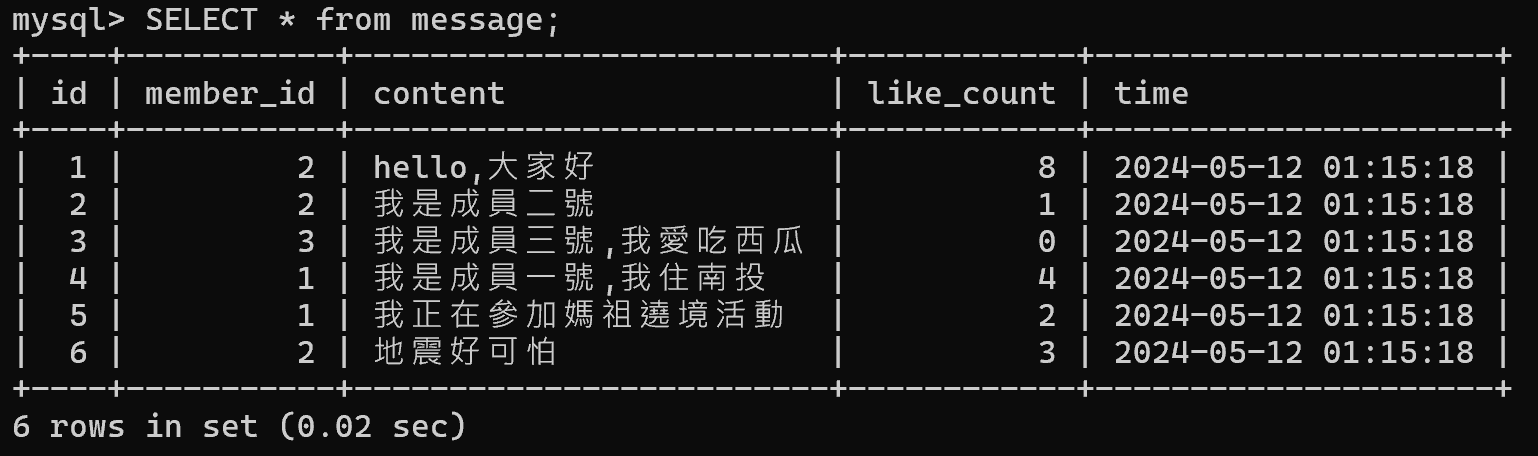 mysql> SELECT * from message;
+----+-----------+-------------------------+------------+---------------------+
| id | member_id | content | like_count | time |
+----+-----------+-------------------------+------------+---------------------+
| 1 | 2 | hello,大家好 | 8 | 2024-05-12 01:15:18 |
| 2 | 2 | 我是成員二號 | 1 | 2024-05-12 01:15:18 |
| 3 | 3 | 我是成員三號,我愛吃西瓜 | 0 | 2024-05-12 01:15:18 |
| 4 | 1 | 我是成員一號,我住南投 | 4 | 2024-05-12 01:15:18 |
| 5 | 1 | 我正在參加媽祖遶境活動 | 2 | 2024-05-12 01:15:18 |
| 6 | 2 | 地震好可怕 | 3 | 2024-05-12 01:15:18 |
+----+-----------+-------------------------+------------+---------------------+
6 rows in set (0.02 sec)